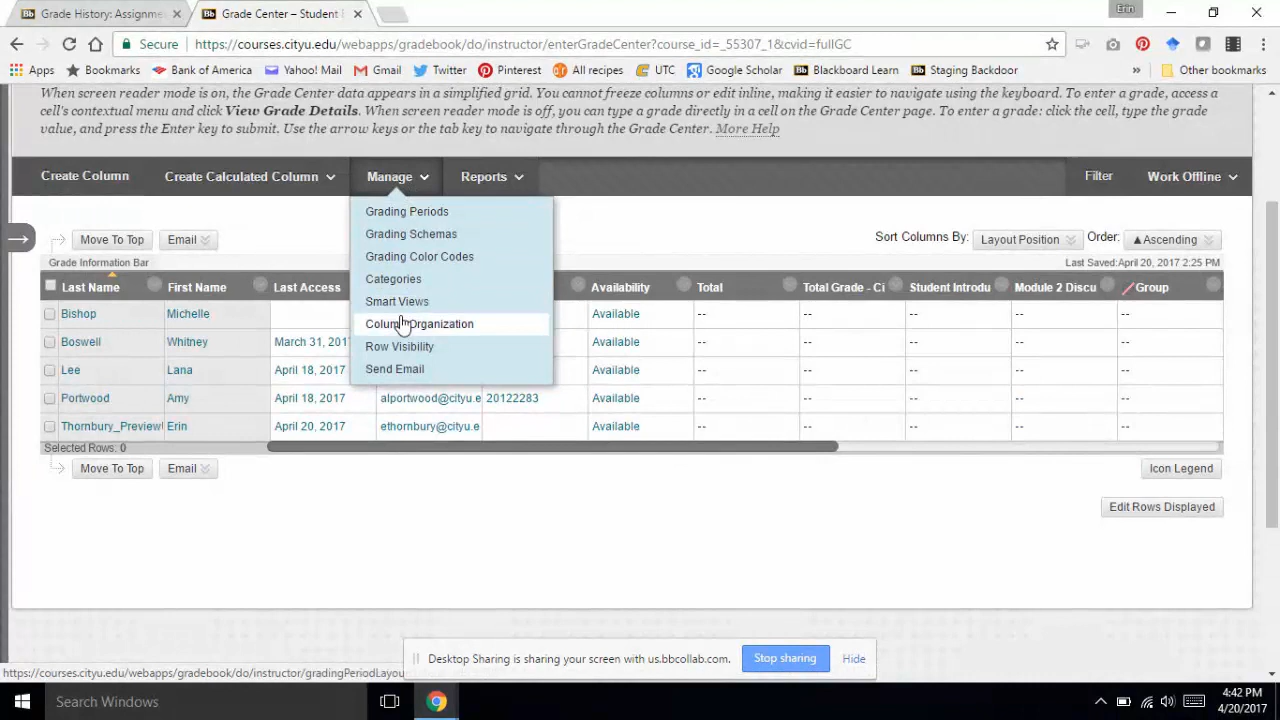 Bb Grade History: Assignme
Bb Grade Center – Student
Erin
Secure https://courses.cityu.edu/webapps/gradebook/do/instructor/enterGradeCenter?course_id=_55307_1&cvid=fullGC
Apps Bookmarks Bank of America Yahoo! Mail Gmail Twitter Pinterest All recipes UTC Google Scholar Bb Blackboard Learn Bb Staging Backdoor » Other bookmarks
When screen reader mode is on, the Grade Center data appears in a simplified grid. You cannot freeze columns or edit inline, making it easier to navigate using the keyboard. To enter a grade, access a
cell's contextual menu and click View Grade Details. When screen reader mode is off, you can type a grade directly in a cell on the Grade Center page. To enter a grade: click the cell, type the grade
value, and press the Enter key to submit. Use the arrow keys or the tab key to navigate through the Grade Center. More Help
Create Column Create Calculated Column Manage Reports Filter Work Offline
Grading Periods
Grading Schemas
Grading Color Codes
Categories
Smart Views
Column Organization
Row Visibility
Send Email
Move To Top Email Sort Columns By: Layout Position Order: ▲Ascending
Grade Information Bar Last Saved:April 20, 2017 2:25 PM
Last Name First Name Last Access Availability Total Total Grade - Ci Student Introdu Module 2 Discu Group
Bishop Michelle Available -- -- -- -- --
Boswell Whitney March 31, 201 Available -- -- -- -- --
Lee Lana April 18, 2017 Available -- -- -- -- --
Portwood Amy April 18, 2017 alportwood@cityu.e 20122283 Available -- -- -- -- --
Thornbury_Preview Erin April 20, 2017 ethornbury@cityu.e Available -- -- -- -- --
Selected Rows: 0
Move To Top Email Icon Legend
Edit Rows Displayed
Desktop Sharing is sharing your screen with us.bbcollab.com. Stop sharing Hide
https://courses.cityu.edu/webapps/gradebook/do/instructor/gradingPeriodLayou
Search Windows
4:42 PM
4/20/2017